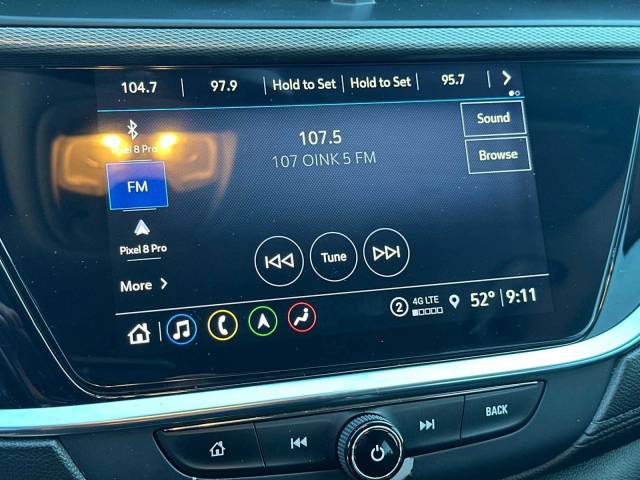 104.7 97.9 Hold to Set Hold to Set 95.7
Pixel 8 Pro
107.5
107 OINK 5 FM
Sound
Browse
FM
Pixel 8 Pro
More
Tune
2 4G LTE 52° 9:11
BACK